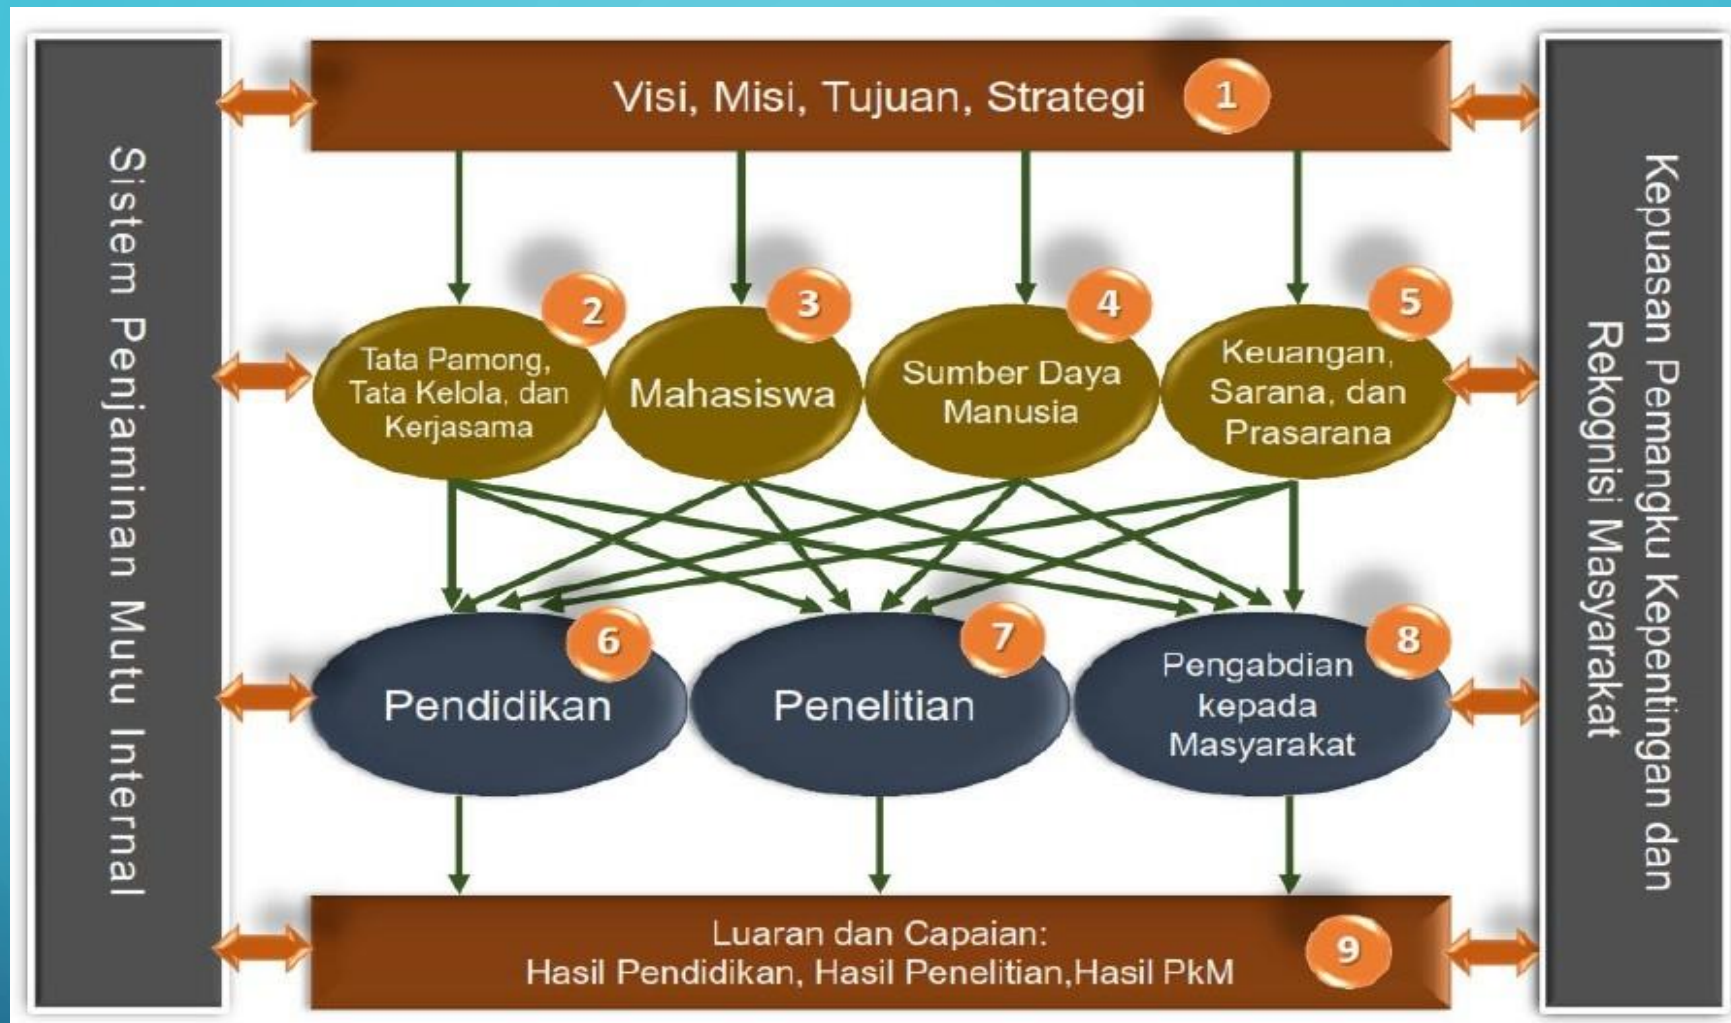 Sistem Penjaminan Mutu Internal
Visi, Misi, Tujuan, Strategi
1
2
Tata Pamong,
Tata Kelola, dan
Kerjasama
3
Mahasiswa
4
Sumber Daya
Manusia
5
Keuangan,
Sarana, dan
Prasarana
6
Pendidikan
7
Penelitian
8
Pengabdian
kepada
Masyarakat
Luaran dan Capaian:
Hasil Pendidikan, Hasil Penelitian,Hasil PkM
9
Kepuasan Pemangku Kepentingan dan
Rekognisi Masyarakat